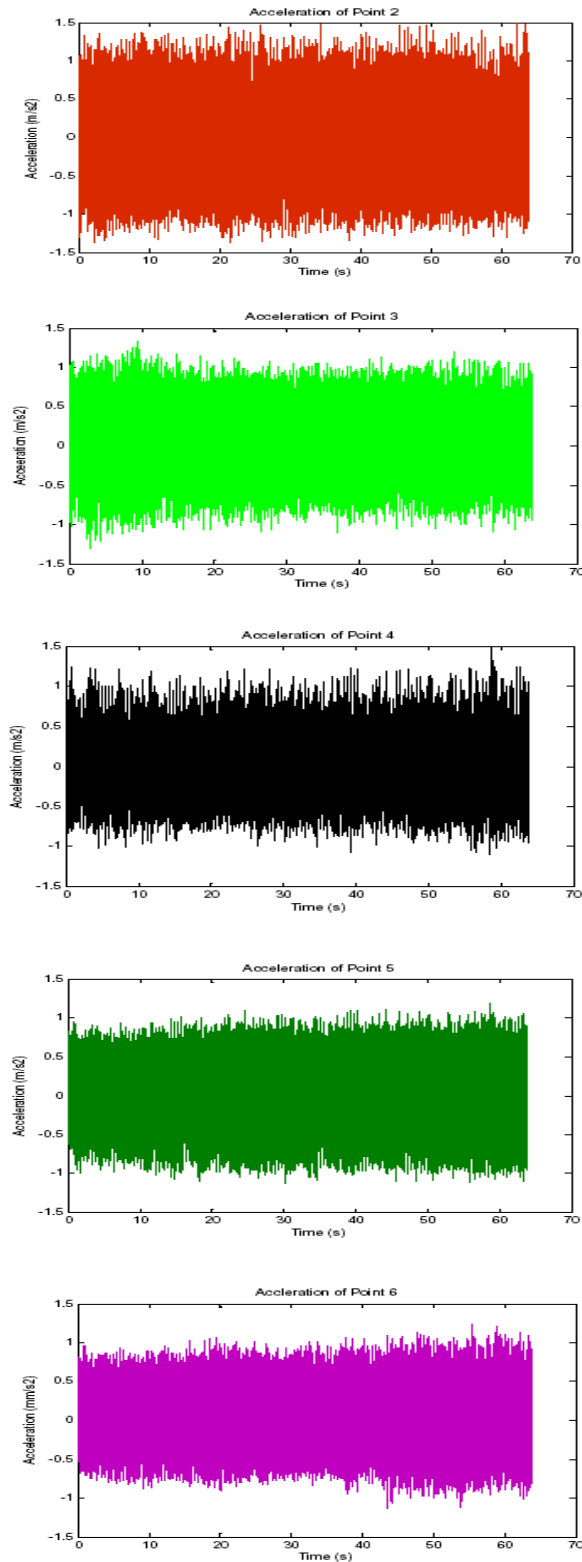 Acceleration of Point 2
1.5
1
0.5
0
-0.5
-1
-1.5
Acceleration (m/s2)
0 10 20 30 40 50 60 70
Time (s)
Acceleration of Point 3
1.5
1
0.5
0
-0.5
-1
-1.5
Acceeration (m/s2)
0 10 20 30 40 50 60 70
Time (s)
Acceleration of Point 4
1.5
1
0.5
0
-0.5
-1
-1.5
Acceleration (m/s2)
0 10 20 30 40 50 60 70
Time (s)
Acceleration of Point 5
1.5
1
0.5
0
-0.5
-1
-1.5
Acceleration (m/s2)
0 10 20 30 40 50 60 70
Time (s)
Accleration of Point 6
1.5
1
0.5
0
-0.5
-1
-1.5
Acceleration (mm/s2)
0 10 20 30 40 50 60 70
Time (s)